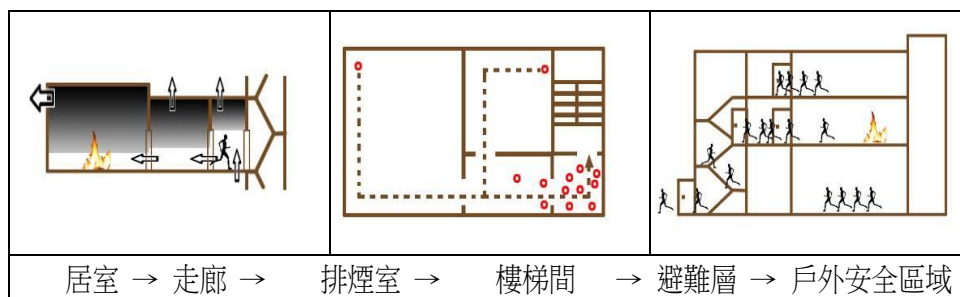 居室 → 走廊 → 排煙室 → 樓梯間 → 避難層 → 戶外安全區域